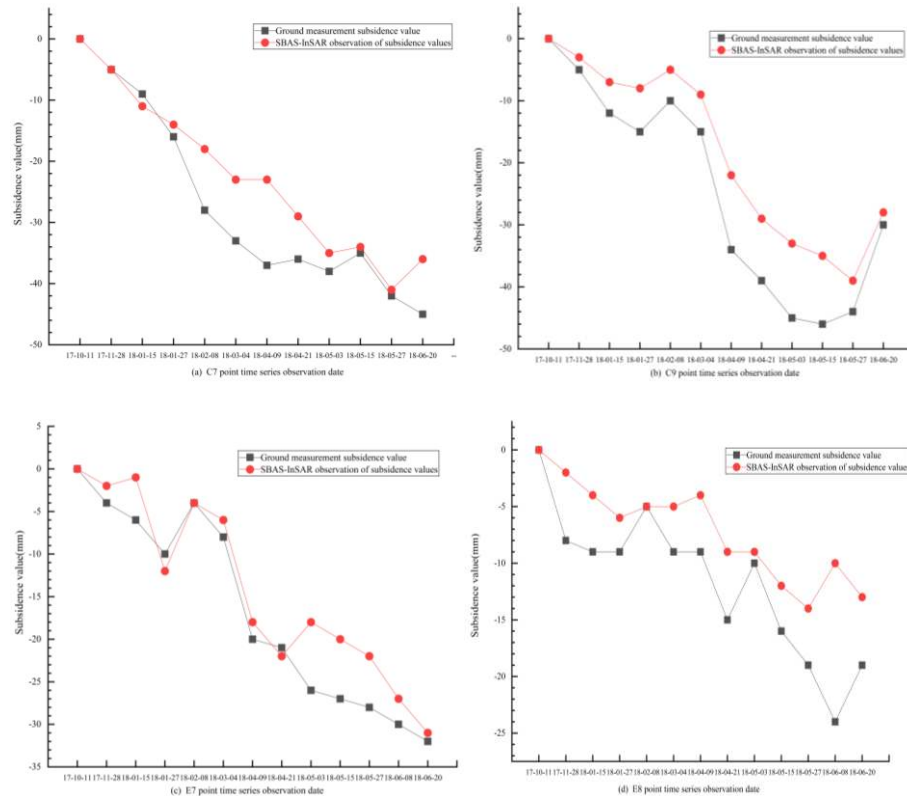 Ground measurement subsidence value
SBAS-InSAR observation of subsidence values
0
-10
-20
-30
-40
-50
Subsidence value(mm)
17-10-11 17-11-28 18-01-15 18-01-27 18-02-08 18-03-04 18-04-09 18-04-21 18-05-03 18-05-15 18-05-27 18-06-20 --
(a) C7 point time series observation date
Ground measurement subsidence value
SBAS-InSAR observation of subsidence values
0
-10
-20
-30
-40
-50
Subsidence value(mm)
17-10-11 17-11-28 18-01-15 18-01-27 18-02-08 18-03-04 18-04-09 18-04-21 18-05-03 18-05-15 18-05-27 18-06-20
(b) C9 point time series observation date
Ground measurement subsidence value
SBAS-InSAR observation of subsidence values
5
0
-5
-10
-15
-20
-25
-30
-35
Subsidence value(mm)
17-10-11 17-11-28 18-01-15 18-01-27 18-02-08 18-03-04 18-04-09 18-04-21 18-05-03 18-05-15 18-05-27 18-06-08 18-06-20
(c) E7 point time series observation date
Ground measurement subsidence value
SBAS-InSAR observation of subsidence values
0
-5
-10
-15
-20
-25
Subsidence value(mm)
17-10-11 17-11-28 18-01-15 18-01-27 18-02-08 18-03-04 18-04-09 18-04-21 18-05-03 18-05-15 18-05-27 18-06-08 18-06-20
(d) E8 point time series observation date